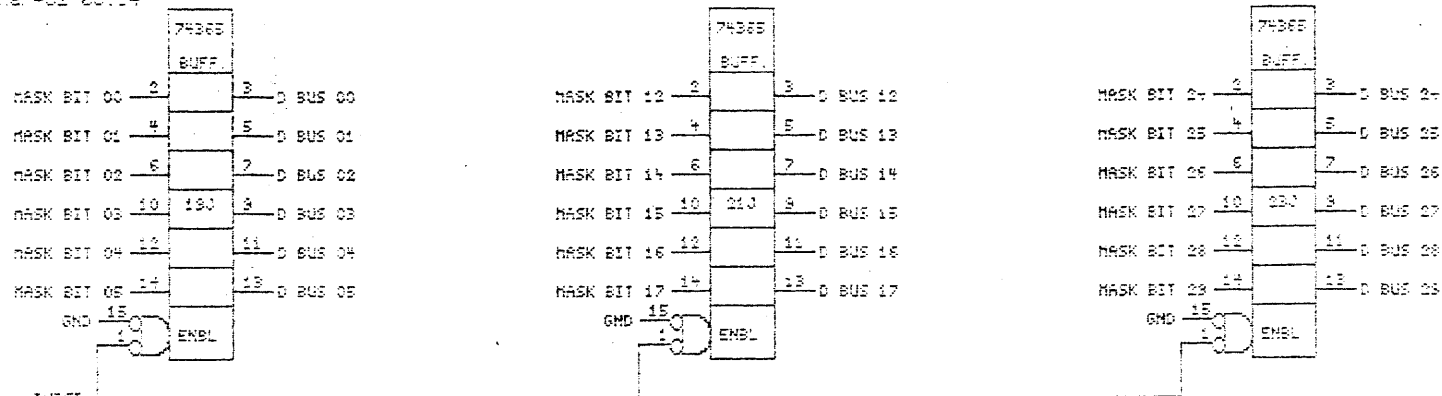 74365
BUFF.
MASK BIT 00 2 3 D BUS 00
MASK BIT 01 4 5 D BUS 01
MASK BIT 02 6 7 D BUS 02
MASK BIT 03 10 19J 9 D BUS 03
MASK BIT 04 12 11 D BUS 04
MASK BIT 05 14 13 D BUS 05
GND 15
1 ENBL
74365
BUFF.
MASK BIT 12 2 3 D BUS 12
MASK BIT 13 4 5 D BUS 13
MASK BIT 14 6 7 D BUS 14
MASK BIT 15 10 21J 9 D BUS 15
MASK BIT 16 12 11 D BUS 16
MASK BIT 17 14 13 D BUS 17
GND 15
1 ENBL
74365
BUFF.
MASK BIT 24 2 3 D BUS 24
MASK BIT 25 4 5 D BUS 25
MASK BIT 26 6 7 D BUS 26
MASK BIT 27 10 23J 9 D BUS 27
MASK BIT 28 12 11 D BUS 28
MASK BIT 29 14 13 D BUS 29
GND 15
1 ENBL